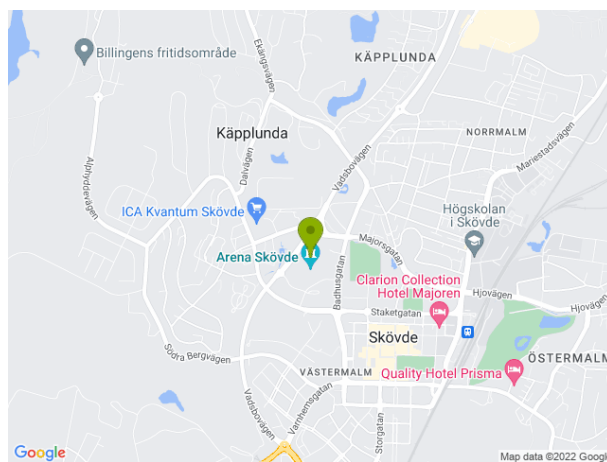 Billingens fritidsområde
Ekängsvägen
KÄPPLUNDA
Käpplunda
NORRMALM
Mariestadsvägen
Alphyddevägen
Dalvägen
Vadsbovägen
ICA Kvantum Skövde
Högskolan
i Skövde
Arena Skövde
Majorsgatan
Badhusgatan
Clarion Collection
Hotel Majoren
Hjovägen
Hjovägen
Staketgatan
Skövde
Södra Bergvägen
VÄSTERMALM
ÖSTERMALM
Quality Hotel Prisma
Vadsbovägen
Varnhemsgatan
Storgatan
Google
Map data ©2022 Google